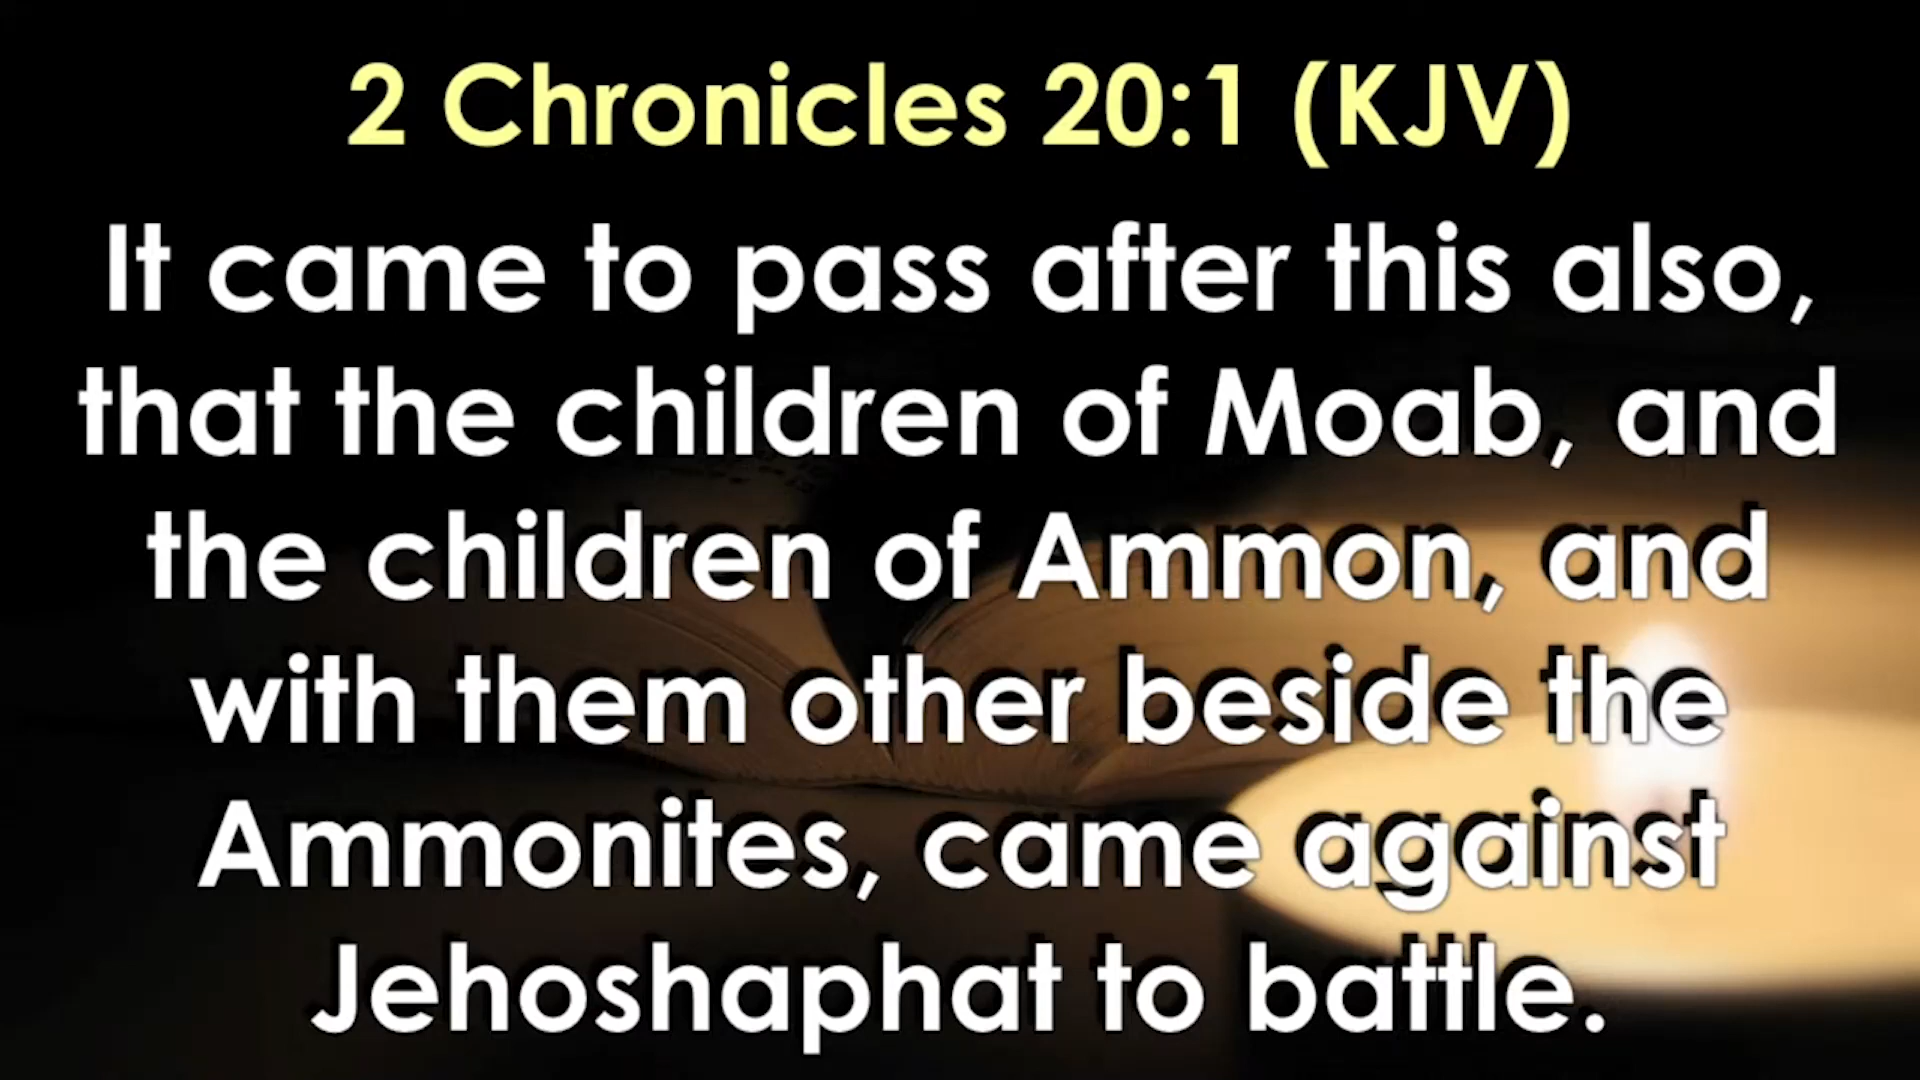 2 Chronicles 20:1 (KJV)
It came to pass after this also,
that the children of Moab, and
the children of Ammon, and
with them other beside the
Ammonites, came against
Jehoshaphat to battle.